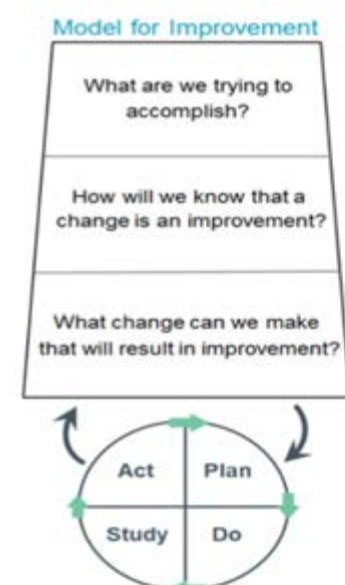 Model for Improvement
What are we trying to
accomplish?
How will we know that a
change is an improvement?
What change can we make
that will result in improvement?
Act Plan
Study Do